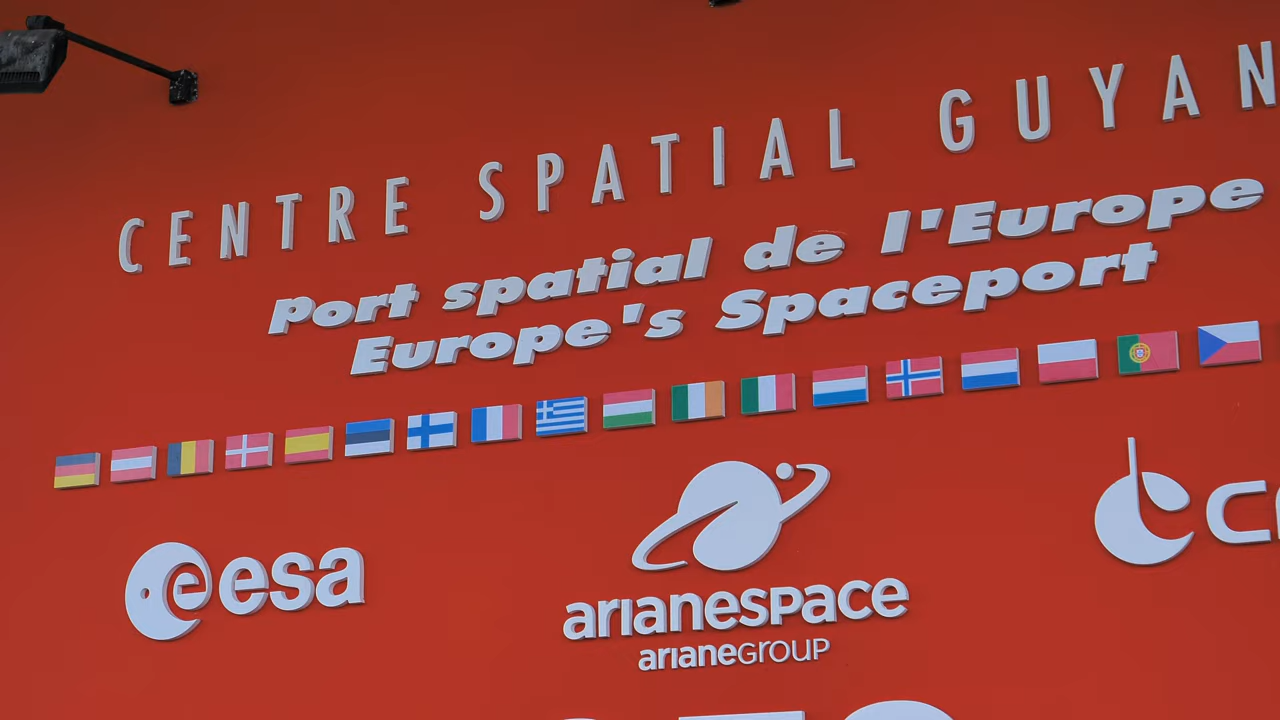 CENTRE SPATIAL GUYAN
Port spatial de l'Europe
Europe's Spaceport
esa
arianespace
arianeGROUP